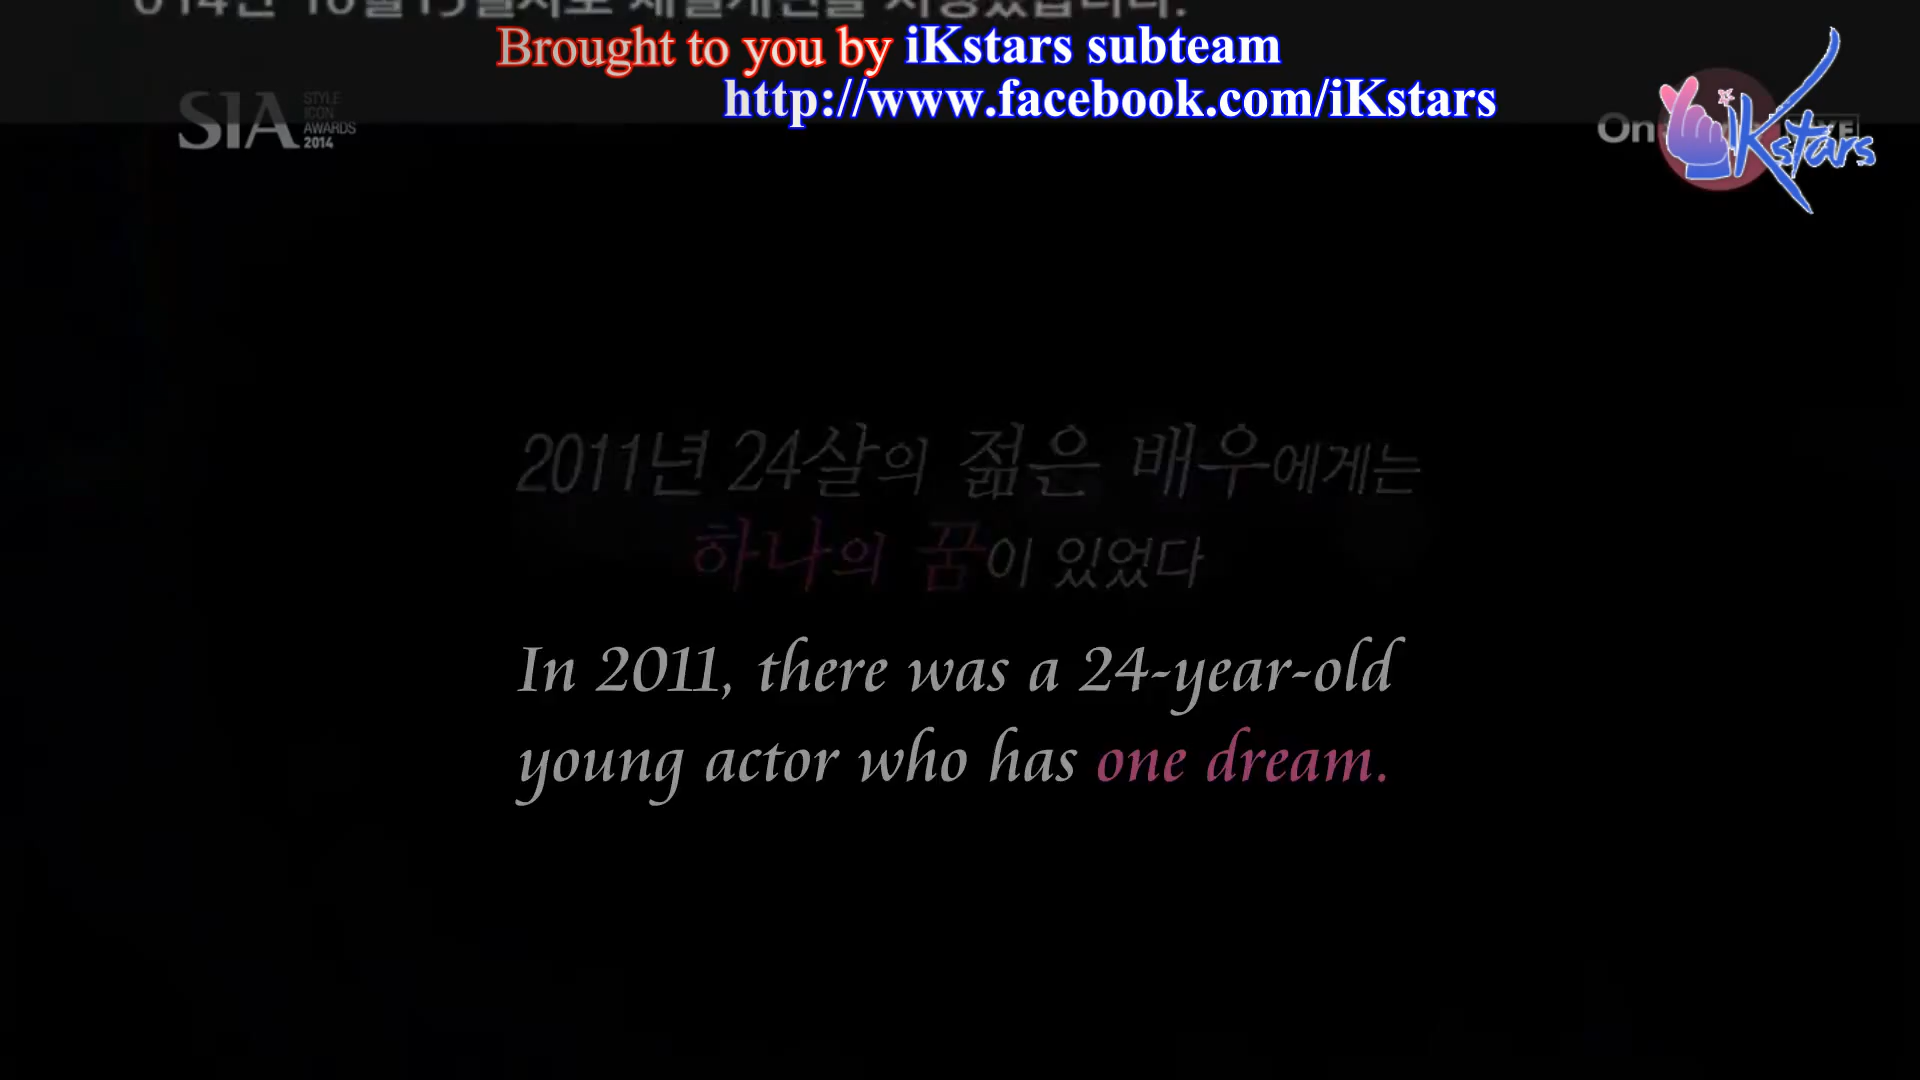 Brought to you by iKstars subteam
http://www.facebook.com/iKstars
SIA STYLE
ICON
AWARDS
2014
On
iKstars
2011년 24살의 젊은 배우에게는
하나의 꿈이 있었다
In 2011, there was a 24-year-old
young actor who has one dream.